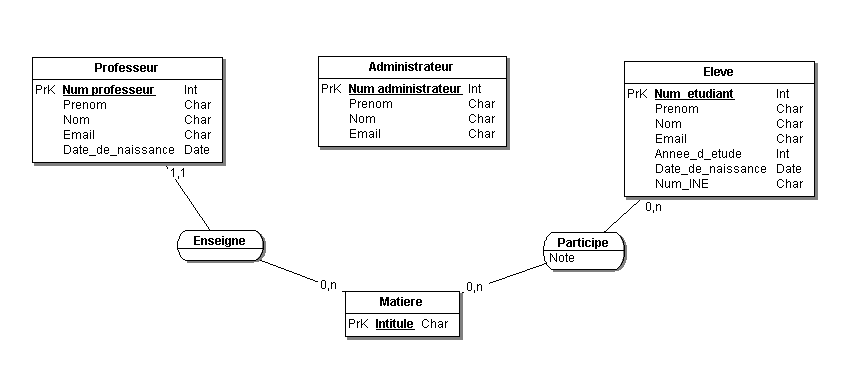 Professeur
PrK Num professeur Int
Prenom Char
Nom Char
Email Char
Date_de_naissance Date
Administrateur
PrK Num administrateur Int
Prenom Char
Nom Char
Email Char
Eleve
PrK Num_etudiant Int
Prenom Char
Nom Char
Email Char
Annee_d_etude Int
Date_de_naissance Date
Num_INE Char
1,1
0,n
Enseigne
Participe
Note
0,n
0,n
Matiere
PrK Intitule Char